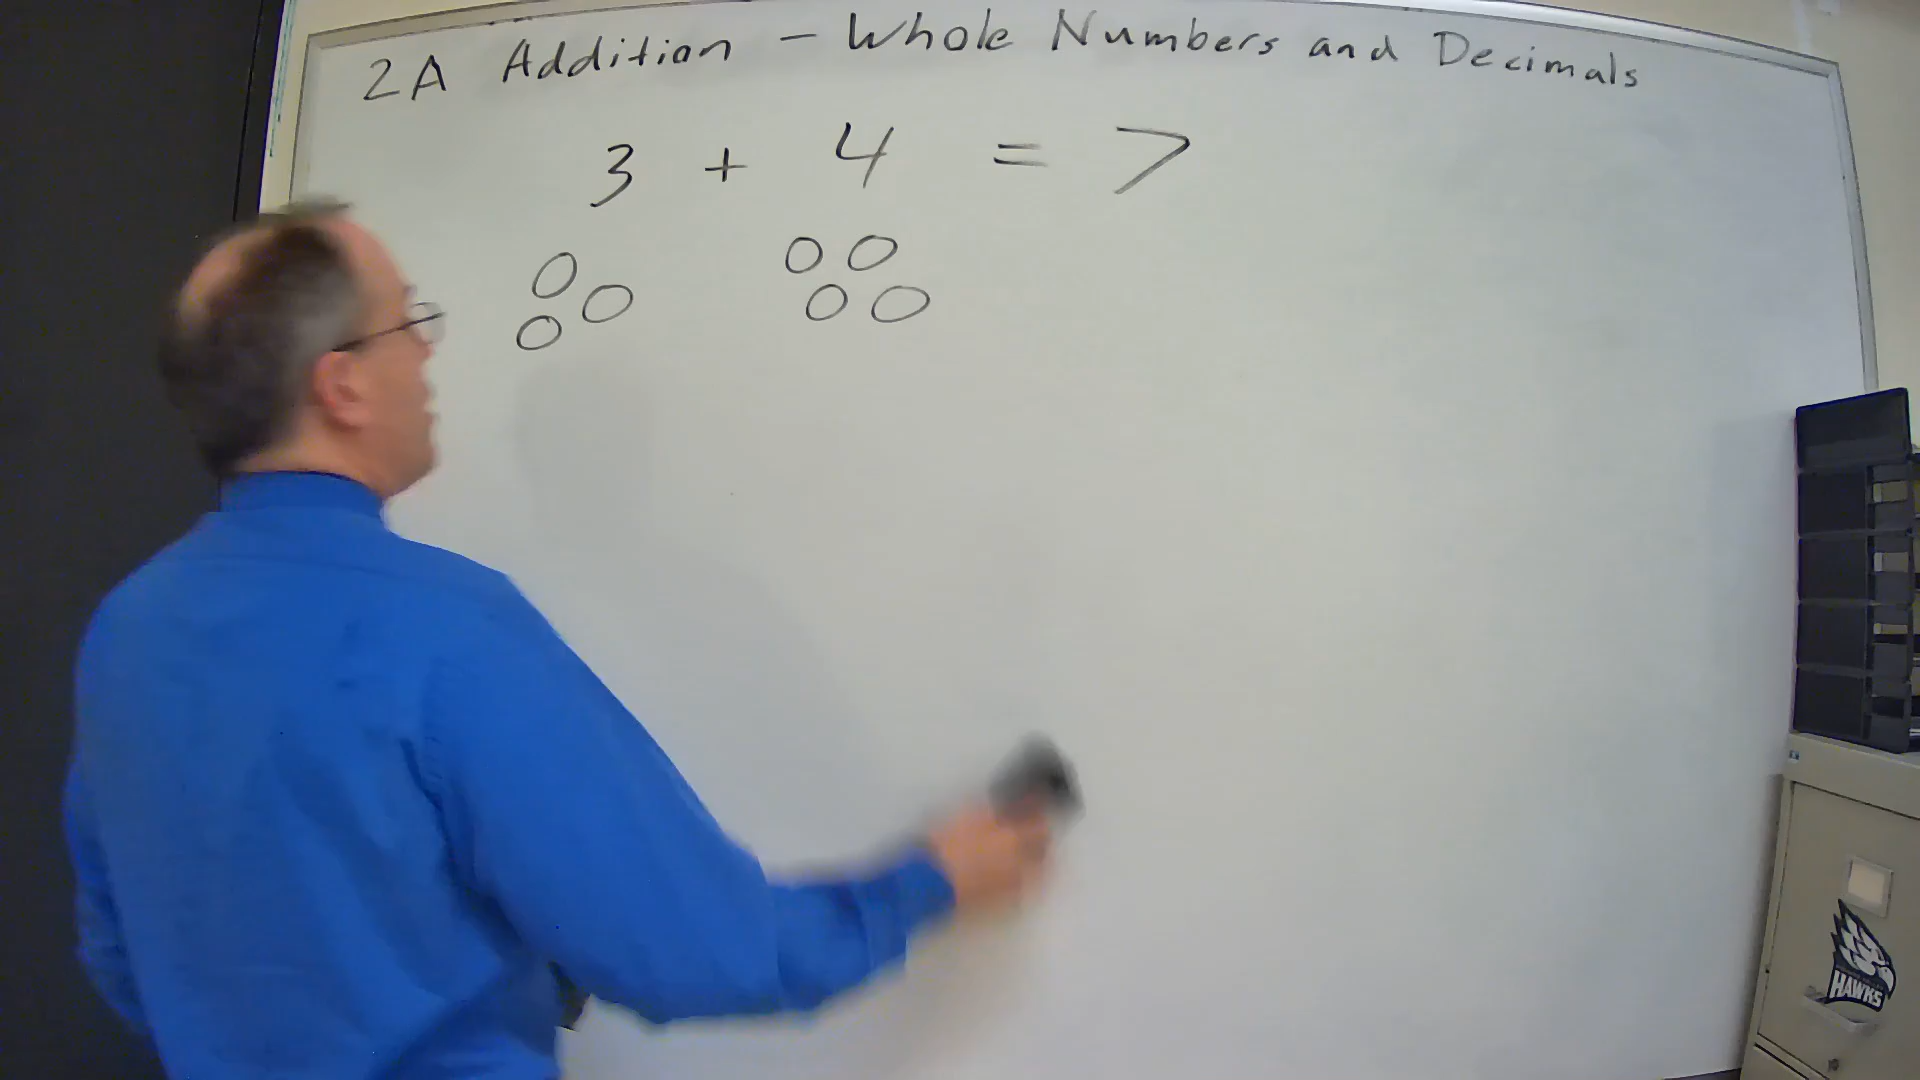 2A Addition - Whole Numbers and Decimals
3 + 4 = 7
HAWKS